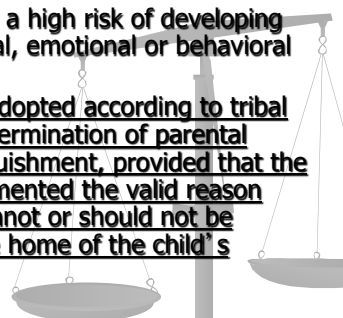 a high risk of developing
al, emotional or behavioral
dopted according to tribal
ermination of parental
uishment, provided that the
mented the valid reason
nnot or should not be
e home of the child's